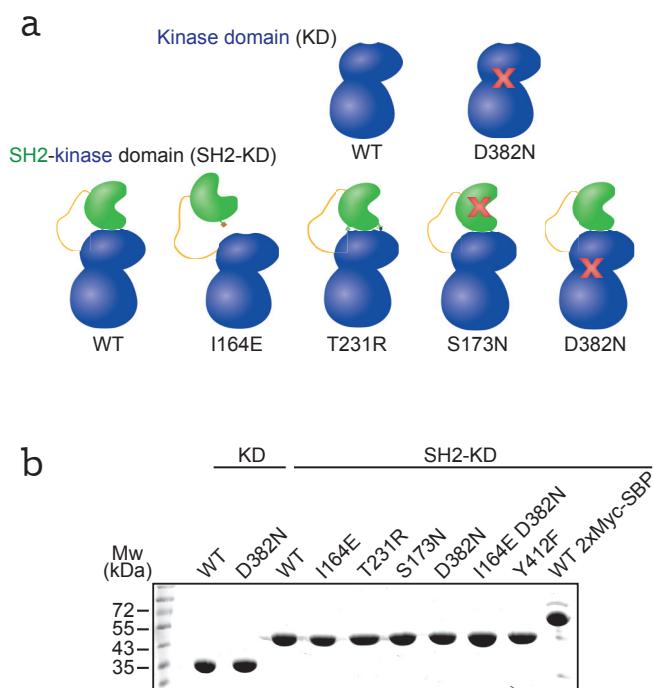 a
Kinase domain (KD)
WT D382N
SH2-kinase domain (SH2-KD)
WT I164E T231R S173N D382N
b
KD SH2-KD
Mw
(kDa)
WT D382N WT I164E T231R S173N D382N I164E D382N Y412F WT 2xMyc-SBP
72
55
43
35